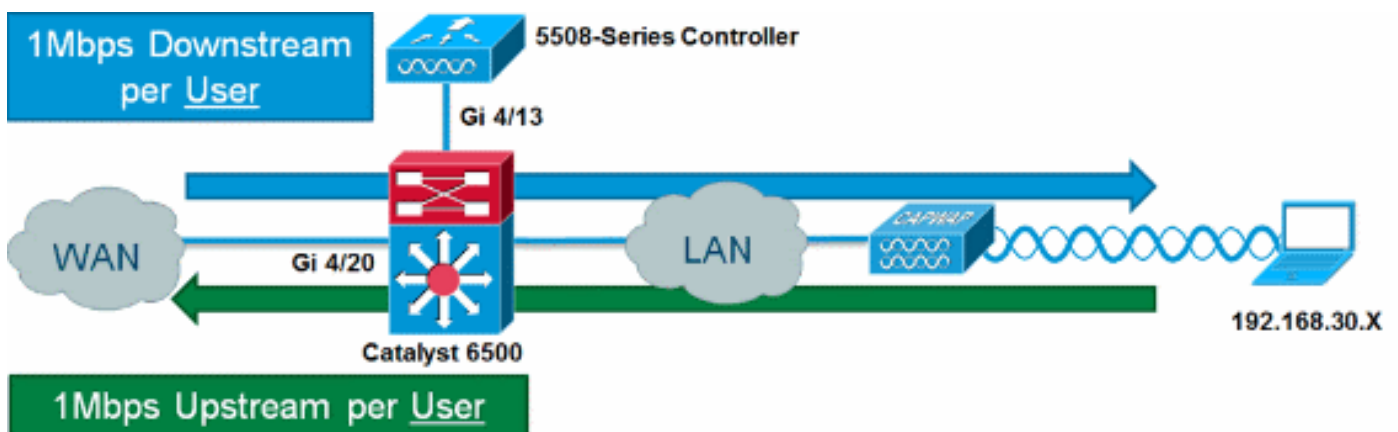 1Mbps Downstream
per User
5508-Series Controller
Gi 4/13
WAN
Gi 4/20
LAN
CAPWAP
192.168.30.X
Catalyst 6500
1Mbps Upstream per User